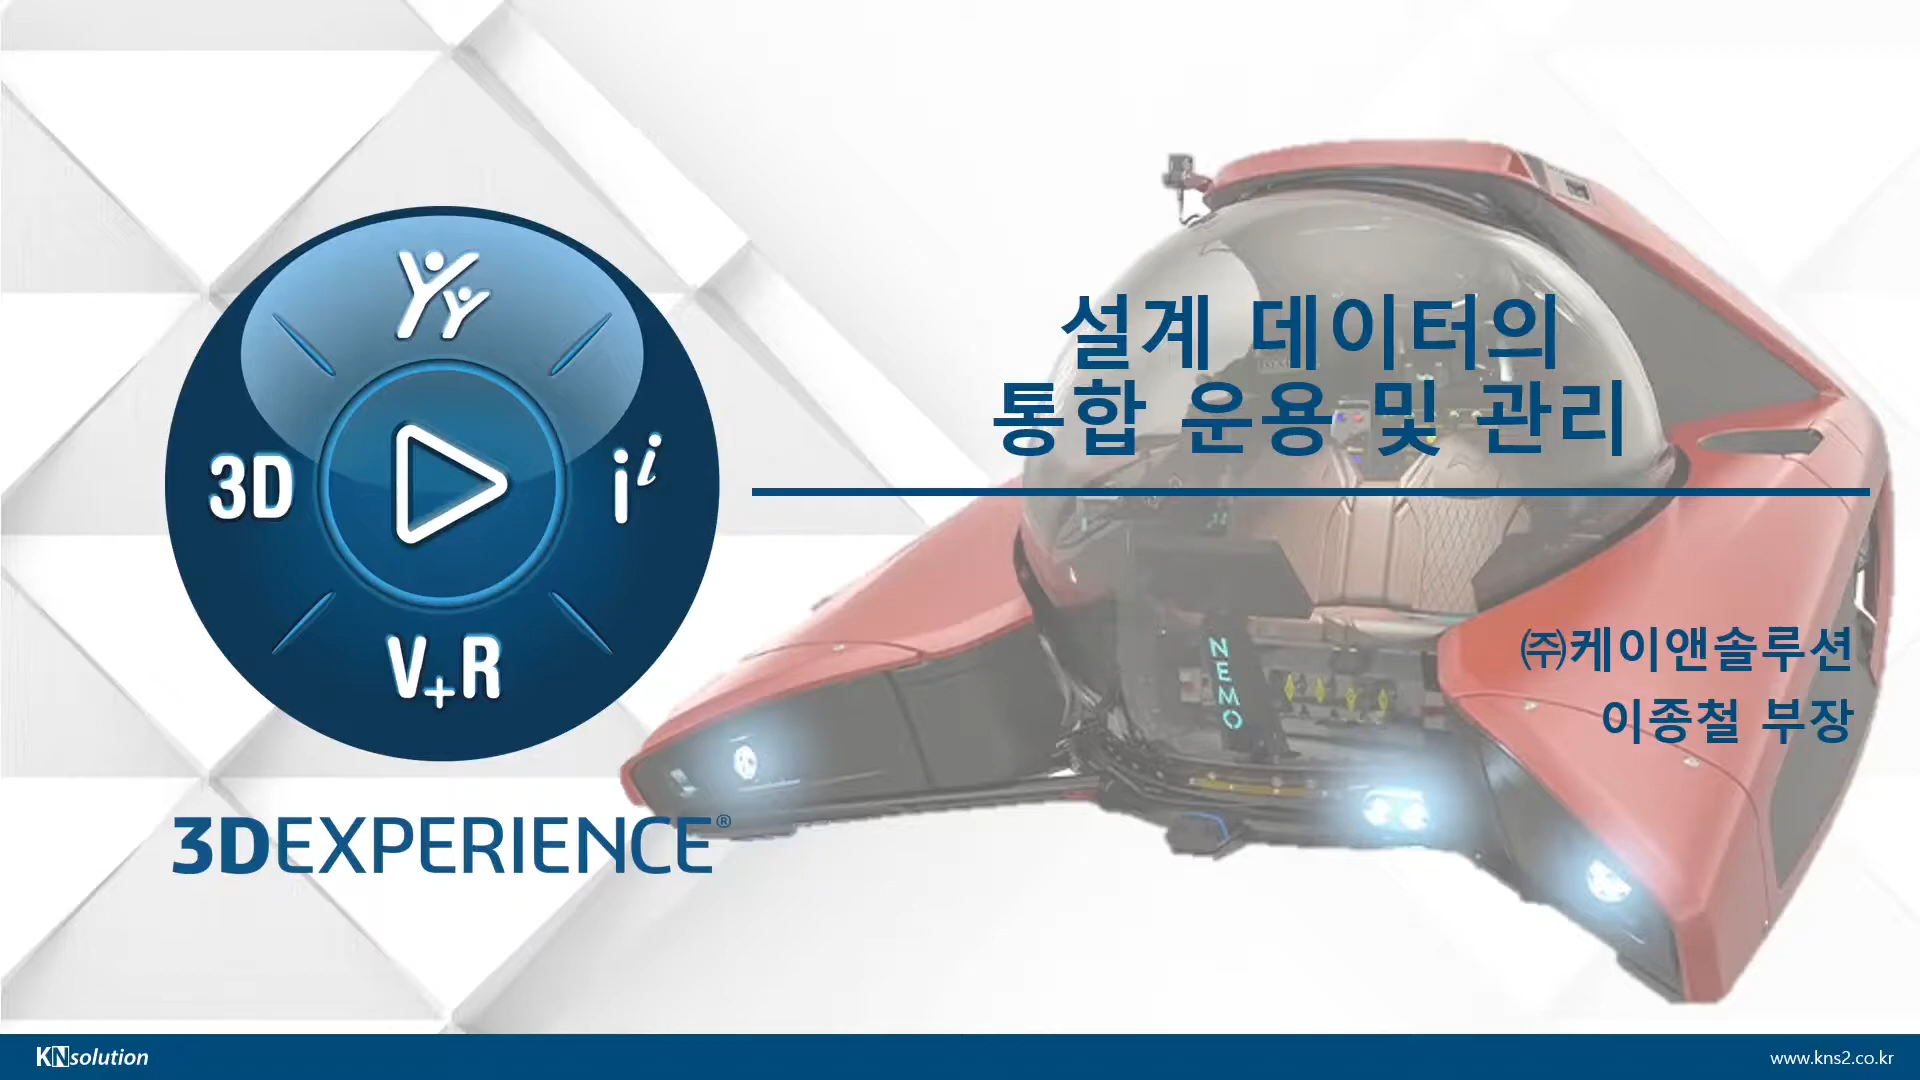 3D
i i
V+R
3DEXPERIENCE®
설계 데이터의
통합 운용 및 관리
㈜케이앤솔루션
이종철 부장
NEMO
KNsolution
www.kns2.co.kr